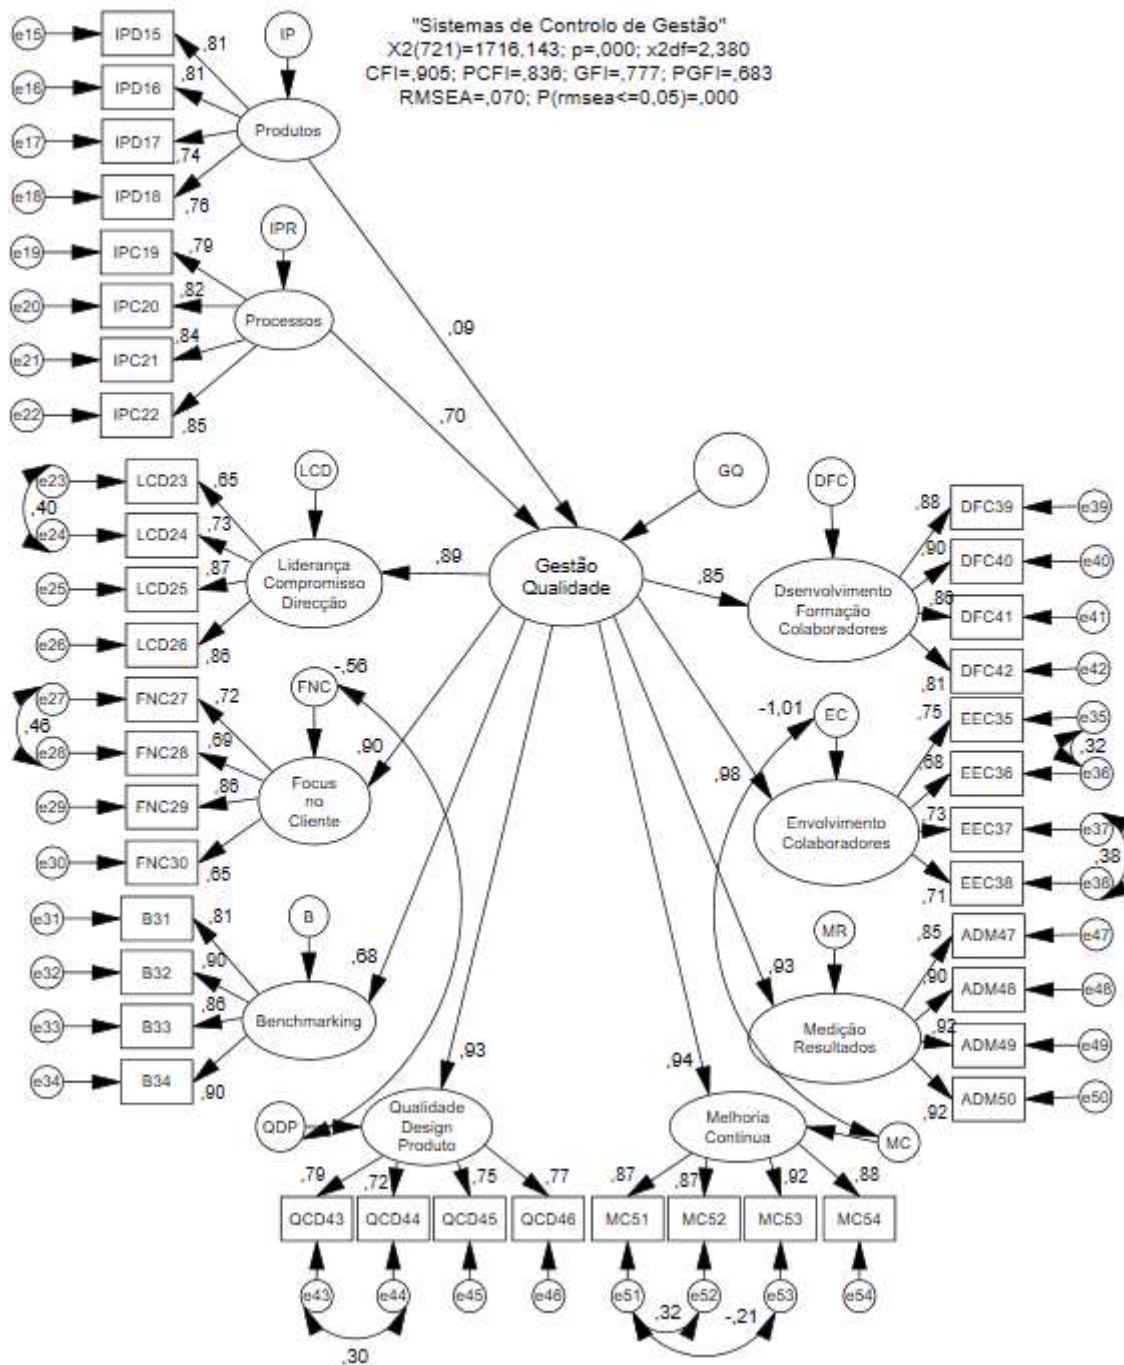 "Sistemas de Controlo de Gestão"
X2(721)=1716,143; p=,000; x2df=2,380
CFI=,905; PCFI=,836; GFI=,777; PGFI=,683
RMSEA=,070; P(rmsea<=0,05)=,000
e15 IPD15 ,81
IP
e16 IPD16 ,81
e17 IPD17 ,74
Produtos
e18 IPD18 ,76
IPR
e19 IPC19 ,79
e20 IPC20 ,82
Processos
,09
e21 IPC21 ,84
e22 IPC22 ,85
,70
e23 LCD23 ,65
,40
e24 LCD24 ,73
e25 LCD25 ,87
e26 LCD26 ,86
LCD
Liderança
Compromisso
Direcção
,89
GQ
Gestão
Qualidade
DFC
,85
Dsenvolvimento
Formação
Colaboradores
,88 DFC39 e39
,90 DFC40 e40
,86 DFC41 e41
,81 DFC42 e42
e27 FNC27 ,72
,46
e28 FNC28 ,69
e29 FNC29 ,86
e30 FNC30 ,65
FNC
-,56
Focus
no
Cliente
,90
-1,01
EC
,98
Envolvimento
Colaboradores
,75 EEC35 e35
,32
,68 EEC36 e36
,73 EEC37 e37
,38
,71 EEC38 e38
e31 B31 ,81
e32 B32 ,90
e33 B33 ,86
e34 B34 ,90
B
Benchmarking
,68
MR
,93
Medição
Resultados
,85 ADM47 e47
,90 ADM48 e48
,92 ADM49 e49
,92 ADM50 e50
,93
QDP
Qualidade
Design
Produto
,94
Melhoria
Continua
MC
,79 ,72 ,75 ,77
QCD43 QCD44 QCD45 QCD46
e43 e44 e45 e46
,30
,87 ,87 ,92 ,88
MC51 MC52 MC53 MC54
e51 e52 e53 e54
,32 -,21